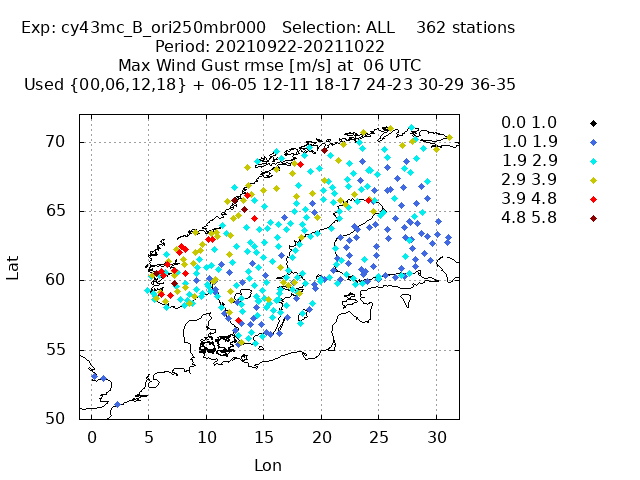 Exp: cy43mc_B_ori250mbr000 Selection: ALL 362 stations
Period: 20210922-20211022
Max Wind Gust rmse [m/s] at 06 UTC
Used {00,06,12,18} + 06-05 12-11 18-17 24-23 30-29 36-35
0.0 1.0
1.0 1.9
1.9 2.9
2.9 3.9
3.9 4.8
4.8 5.8
70
65
60
55
50
Lat
0 5 10 15 20 25 30
Lon